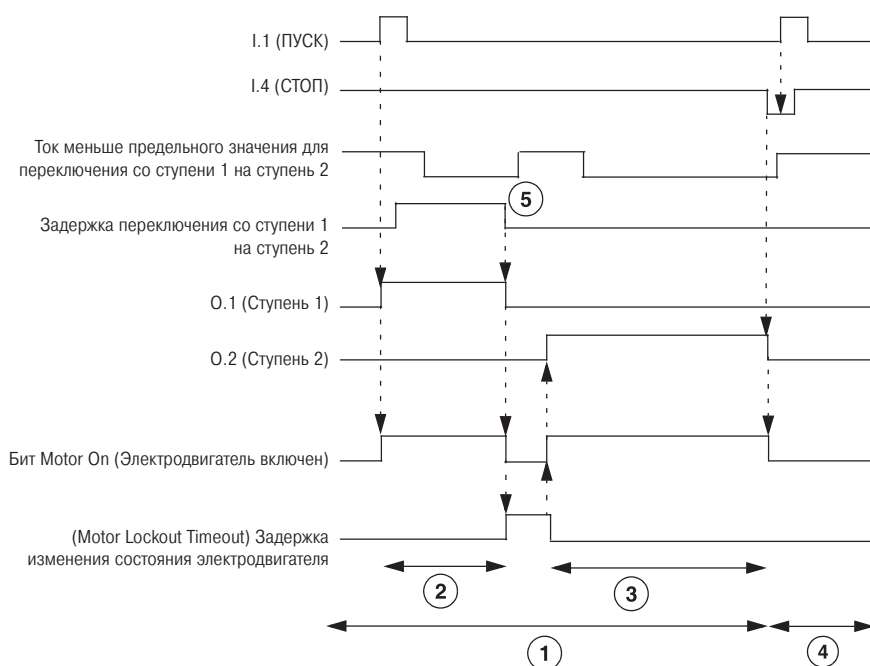 I.1 (ПУСК)
I.4 (СТОП)
Ток меньше предельного значения для
переключения со ступени 1 на ступень 2
5
Задержка переключения со ступени 1
на ступень 2
O.1 (Ступень 1)
O.2 (Ступень 2)
Бит Motor On (Электродвигатель включен)
(Motor Lockout Timeout) Задержка
изменения состояния электродвигателя
2
3
1
4